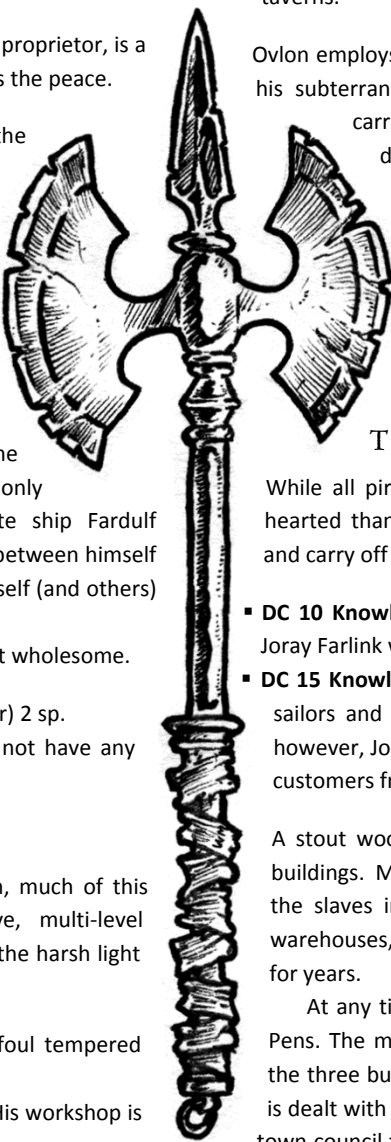 proprietor, is a
s the peace.
the
ne
only
te ship Fardulf
between himself
self (and others)
t wholesome.
r) 2 sp.
not have any
n, much of this
ve, multi-level
the harsh light
foul tempered
His workshop is
taverns.
Ovlon employs
his subterran
carri
d
T
While all pir
hearted than
and carry off
▪ DC 10 Knowl
Joray Farlink w
▪ DC 15 Knowl
sailors and
however, Jo
customers fr
A stout woo
buildings. M
the slaves i
warehouses,
for years.
At any ti
Pens. The m
the three bu
is dealt with
town council